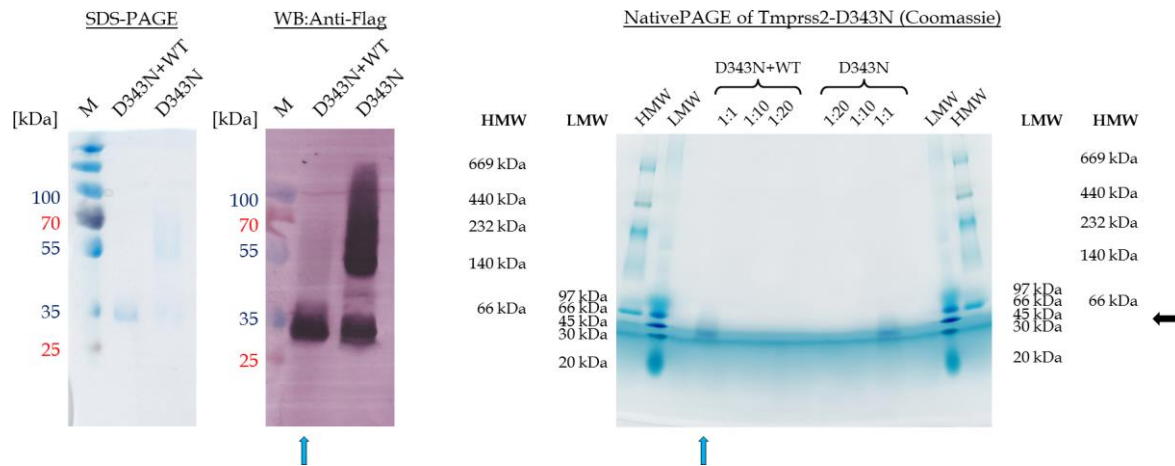 SDS-PAGE
M
D343N+WT
D343N
[kDa]
100
70
55
35
25
WB:Anti-Flag
M
D343N+WT
D343N
[kDa]
100
70
55
35
25
NativePAGE of Tmprss2-D343N (Coomassie)
D343N+WT
D343N
HMW
LMW
1:1
1:10
1:20
1:20
1:10
1:1
LMW
HMW
HMW
669 kDa
440 kDa
232 kDa
140 kDa
66 kDa
LMW
97 kDa
66 kDa
45 kDa
30 kDa
20 kDa
LMW
97 kDa
66 kDa
45 kDa
30 kDa
20 kDa
HMW
669 kDa
440 kDa
232 kDa
140 kDa
66 kDa